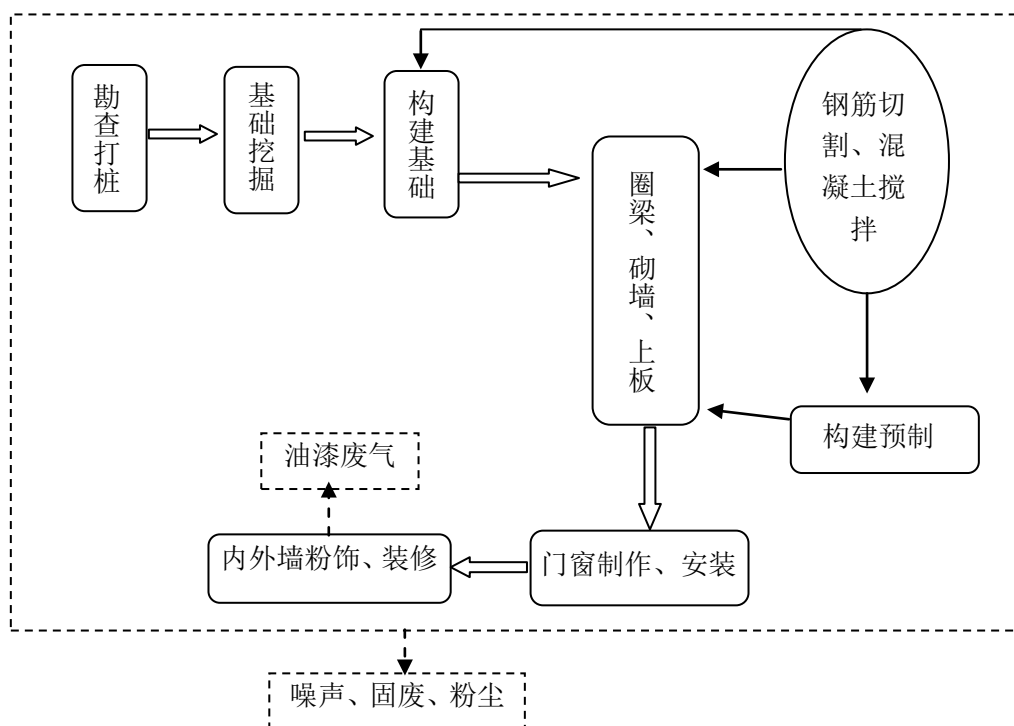 勘查打桩
基础挖掘
构建基础
圈梁、砌墙、上板
钢筋切
割、混
凝土搅
拌
构建预制
油漆废气
内外墙粉饰、装修
门窗制作、安装
噪声、固废、粉尘